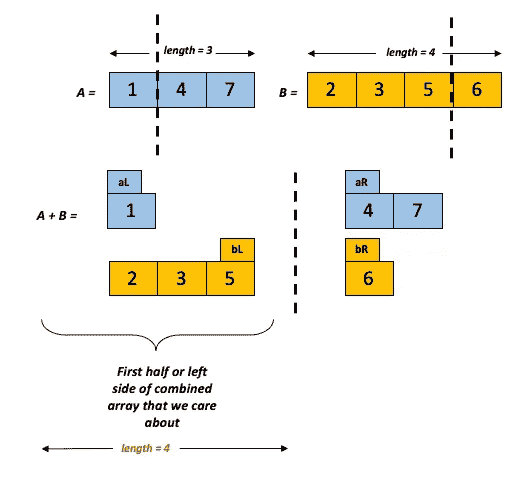 length = 3
length = 4
A =
1 4 7
B =
2 3 5 6
aL
aR
A + B =
1
4 7
bL
bR
2 3 5
6
First half or left
side of combined
array that we care
about
length = 4